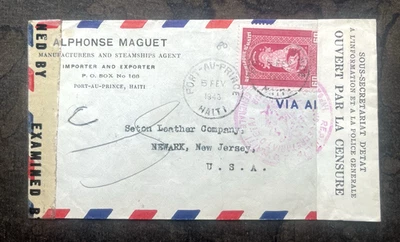 ALPHONSE MAGUET
MANUFACTURERS AND STEAMSHIPS AGENT
IMPORTER AND EXPORTER
P. O. BOX. No 168
PORT-AU-PRINCE, HAITI
NED BY
EXAMINED B
PORT-AU-PRINCE
HAITI
VIA AI
SOUS-SECRETARIAT D'ETAT
A L'INFORMATION ET A LA POLICE GENERALE
OUVERT PAR LA CENSURE
Seton Leather Company,
NEWARK, New Jersey,
U. S. A.